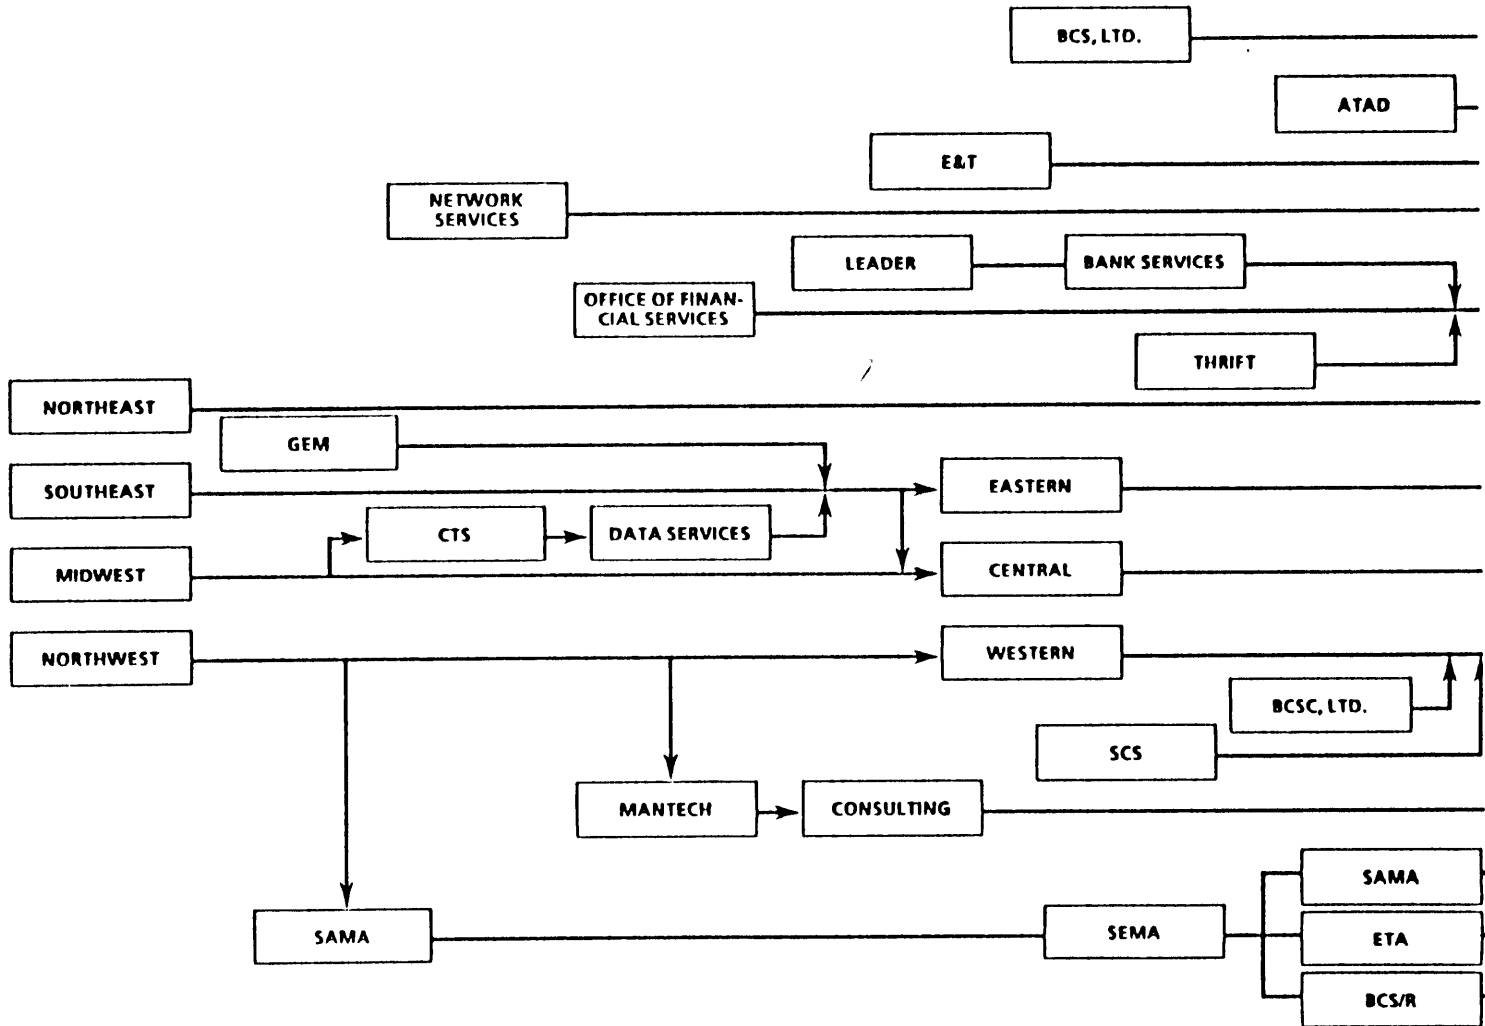 BCS, LTD.
ATAD
E&T
NETWORK
SERVICES
LEADER
BANK SERVICES
OFFICE OF FINAN-
CIAL SERVICES
THRIFT
NORTHEAST
GEM
SOUTHEAST
EASTERN
CTS
DATA SERVICES
MIDWEST
CENTRAL
NORTHWEST
WESTERN
BCSC, LTD.
SCS
MANTECH
CONSULTING
SAMA
SAMA
SEMA
ETA
BCS/R